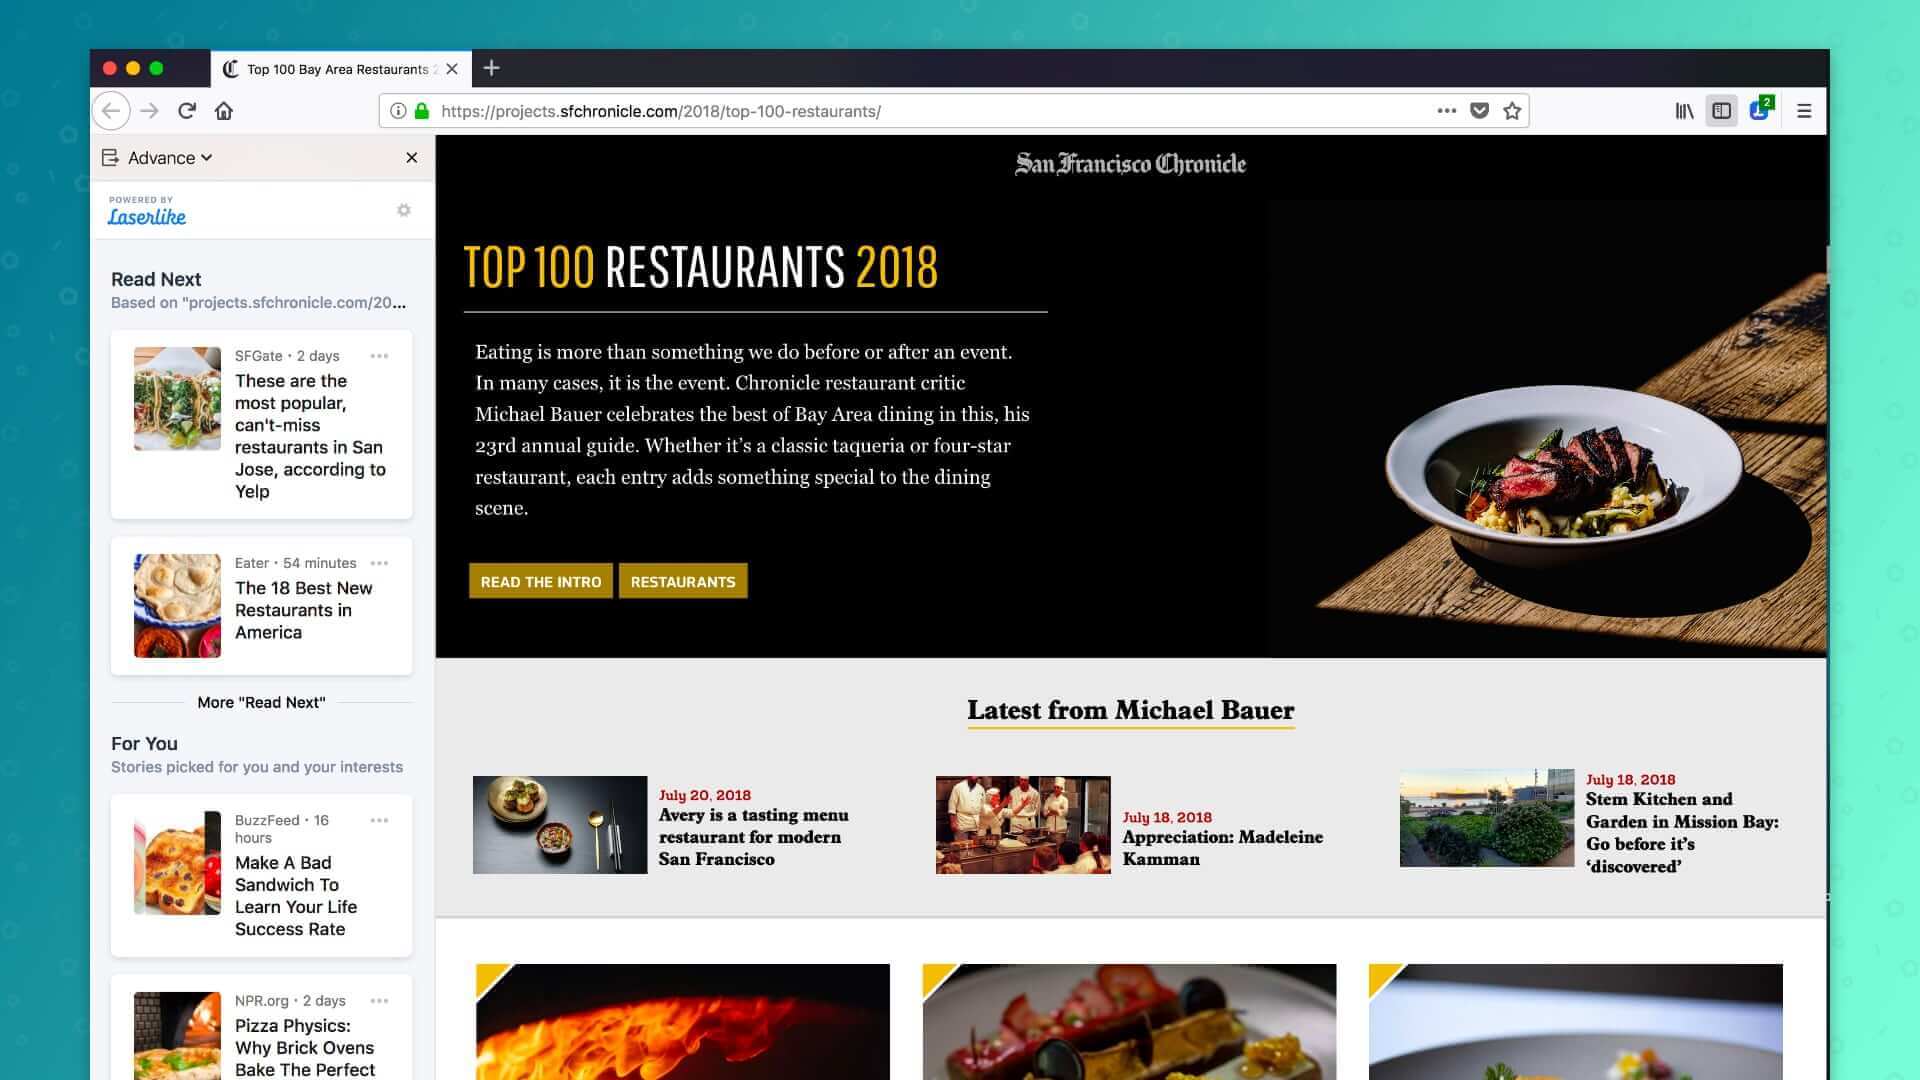 Top 100 Bay Area Restaurants 2
https://projects.sfchronicle.com/2018/top-100-restaurants/
2
Advance
POWERED BY
Laserlike
Read Next
Based on "projects.sfchronicle.com/20...
SFGate · 2 days
These are the
most popular,
can't-miss
restaurants in San
Jose, according to
Yelp
Eater · 54 minutes
The 18 Best New
Restaurants in
America
More "Read Next"
For You
Stories picked for you and your interests
BuzzFeed · 16
hours
Make A Bad
Sandwich To
Learn Your Life
Success Rate
NPR.org · 2 days
Pizza Physics:
Why Brick Ovens
Bake The Perfect
San Francisco Chronicle
TOP 100 RESTAURANTS 2018
Eating is more than something we do before or after an event.
In many cases, it is the event. Chronicle restaurant critic
Michael Bauer celebrates the best of Bay Area dining in this, his
23rd annual guide. Whether it’s a classic taqueria or four-star
restaurant, each entry adds something special to the dining
scene.
READ THE INTRO
RESTAURANTS
Latest from Michael Bauer
July 20, 2018
Avery is a tasting menu
restaurant for modern
San Francisco
July 18, 2018
Appreciation: Madeleine
Kamman
July 18, 2018
Stem Kitchen and
Garden in Mission Bay:
Go before it’s
‘discovered’